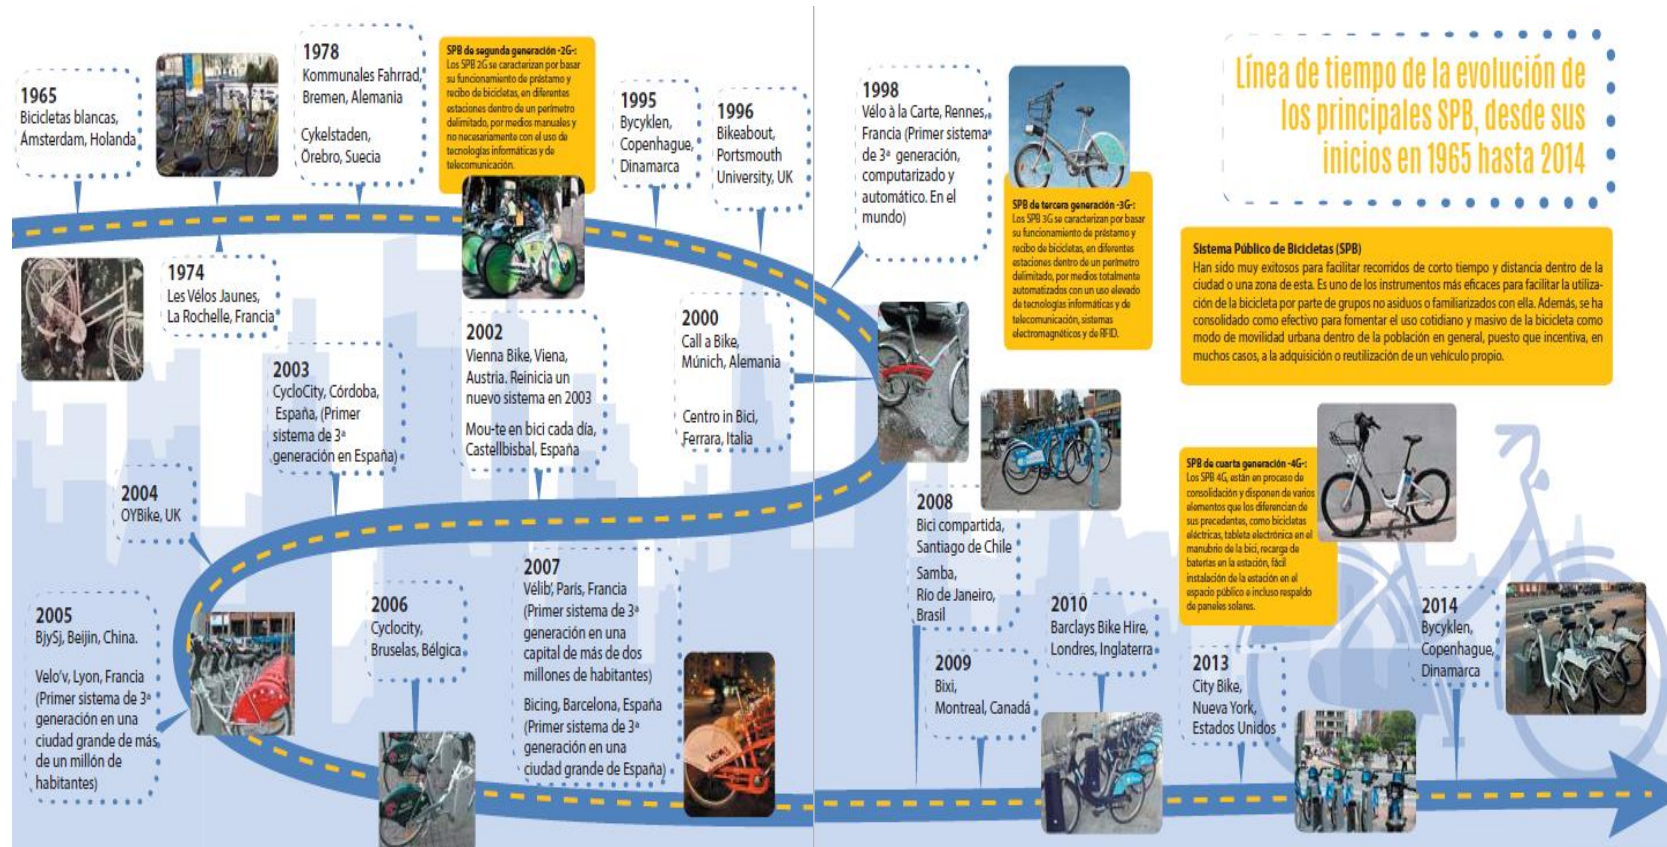 Línea de tiempo de la evolución de
los principales SPB, desde sus
inicios en 1965 hasta 2014
1965
Bicicletas blancas,
Ámsterdam, Holanda
1974
Les Vélos Jaunes,
La Rochelle, Francia
1978
Kommunales Fahrrad,
Bremen, Alemania
Cykelstaden,
Örebro, Suecia
SPB de segunda generación -2G-:
Los SPB 2G se caracterizan por basar
su funcionamiento de préstamo y
recibo de bicicletas, en diferentes
estaciones dentro de un perímetro
delimitado, por medios manuales y
no necesariamente con el uso de
tecnologías informáticas y de
telecomunicación.
1995
Bycyklen,
Copenhague,
Dinamarca
1996
Bikeabout,
Portsmouth
University, UK
1998
Vélo à la Carte, Rennes,
Francia (Primer sistema
de 3ª generación,
computarizado y
automático. En el
mundo)
SPB de tercera generación -3G-:
Los SPB 3G se caracterizan por basar
su funcionamiento de préstamo y
recibo de bicicletas, en diferentes
estaciones dentro de un perímetro
delimitado, por medios totalmente
automatizados con un uso elevado
de tecnologías informáticas y de
telecomunicación, sistemas
electromagnéticos y de RFID.
Sistema Público de Bicicletas (SPB)
Han sido muy exitosos para facilitar recorridos de corto tiempo y distancia dentro de la
ciudad o una zona de esta. Es uno de los instrumentos más eficaces para facilitar la utiliza-
ción de la bicicleta por parte de grupos no asiduos o familiarizados con ella. Además, se ha
consolidado como efectivo para fomentar el uso cotidiano y masivo de la bicicleta como
modo de movilidad urbana dentro de la población en general, puesto que incentiva, en
muchos casos, a la adquisición o reutilización de un vehículo propio.
2000
Call a Bike,
Múnich, Alemania
Centro in Bici,
Ferrara, Italia
2002
Vienna Bike, Viena,
Austria. Reinicia un
nuevo sistema en 2003
Mou-te en bici cada día,
Castellbisbal, España
2003
CycloCity, Córdoba,
España, (Primer
sistema de 3ª
generación en España)
2004
OYBike, UK
2005
BjySj, Beijin, China.
Velo'v, Lyon, Francia
(Primer sistema de 3ª
generación en una
ciudad grande de más
de un millón de
habitantes)
2006
Cyclocity,
Bruselas, Bélgica
2007
Vélib', París, Francia
(Primer sistema de 3ª
generación en una
capital de más de dos
millones de habitantes)
Bicing, Barcelona, España
(Primer sistema de 3ª
generación en una
ciudad grande de España)
2008
Bici compartida,
Santiago de Chile
Samba,
Río de Janeiro,
Brasil
2009
Bixi,
Montreal, Canadá
2010
Barclays Bike Hire,
Londres, Inglaterra
SPB de cuarta generación -4G-:
Los SPB 4G, están en proceso de
consolidación y disponen de varios
elementos que los diferencian de
sus precedentes, como bicicletas
eléctricas, tableta electrónica en el
manubrio de la bici, recarga de
baterías en la estación, fácil
instalación de la estación en el
espacio público e incluso respaldo
de paneles solares.
2013
City Bike,
Nueva York,
Estados Unidos
2014
Bycyklen,
Copenhague,
Dinamarca